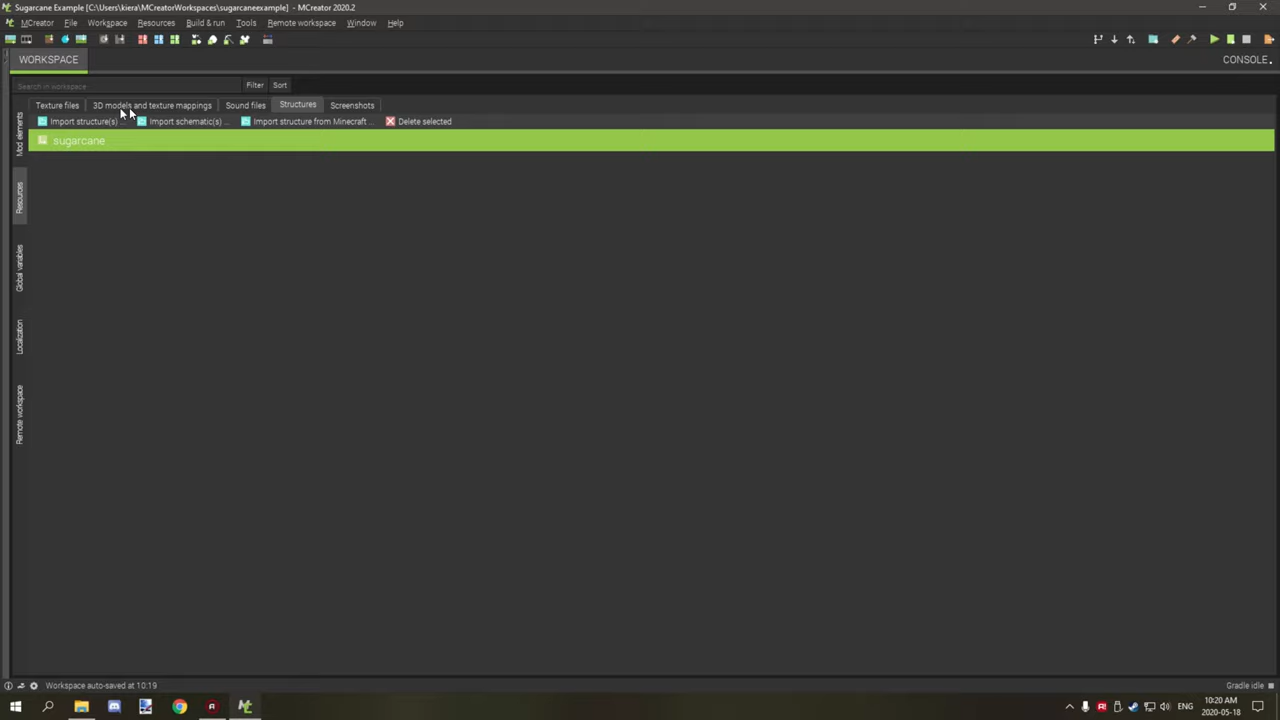 Sugarcane Example [C:\Users\kiera\MCreatorWorkspaces\sugarcaneexample] - MCreator 2020.2
MCreator File Workspace Resources Build & run Tools Remote workspace Window Help
WORKSPACE
CONSOLE
Search in workspace
Filter Sort
Texture files 3D models and texture mappings Sound files Structures Screenshots
Import structure(s) ... Import schematic(s) ... Import structure from Minecraft ... Delete selected
sugarcane
Mod elements
Resources
Global variables
Localization
Remote workspace
Workspace auto-saved at 10:19
Gradle idle
ENG
10:20 AM
2020-05-18